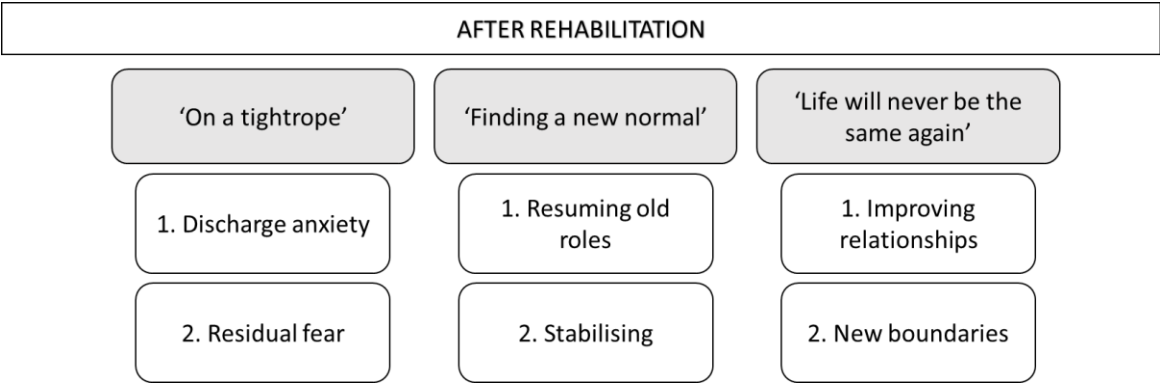 AFTER REHABILITATION
‘On a tightrope’
‘Finding a new normal’
‘Life will never be the
same again’
1. Discharge anxiety
1. Resuming old
roles
1. Improving
relationships
2. Residual fear
2. Stabilising
2. New boundaries